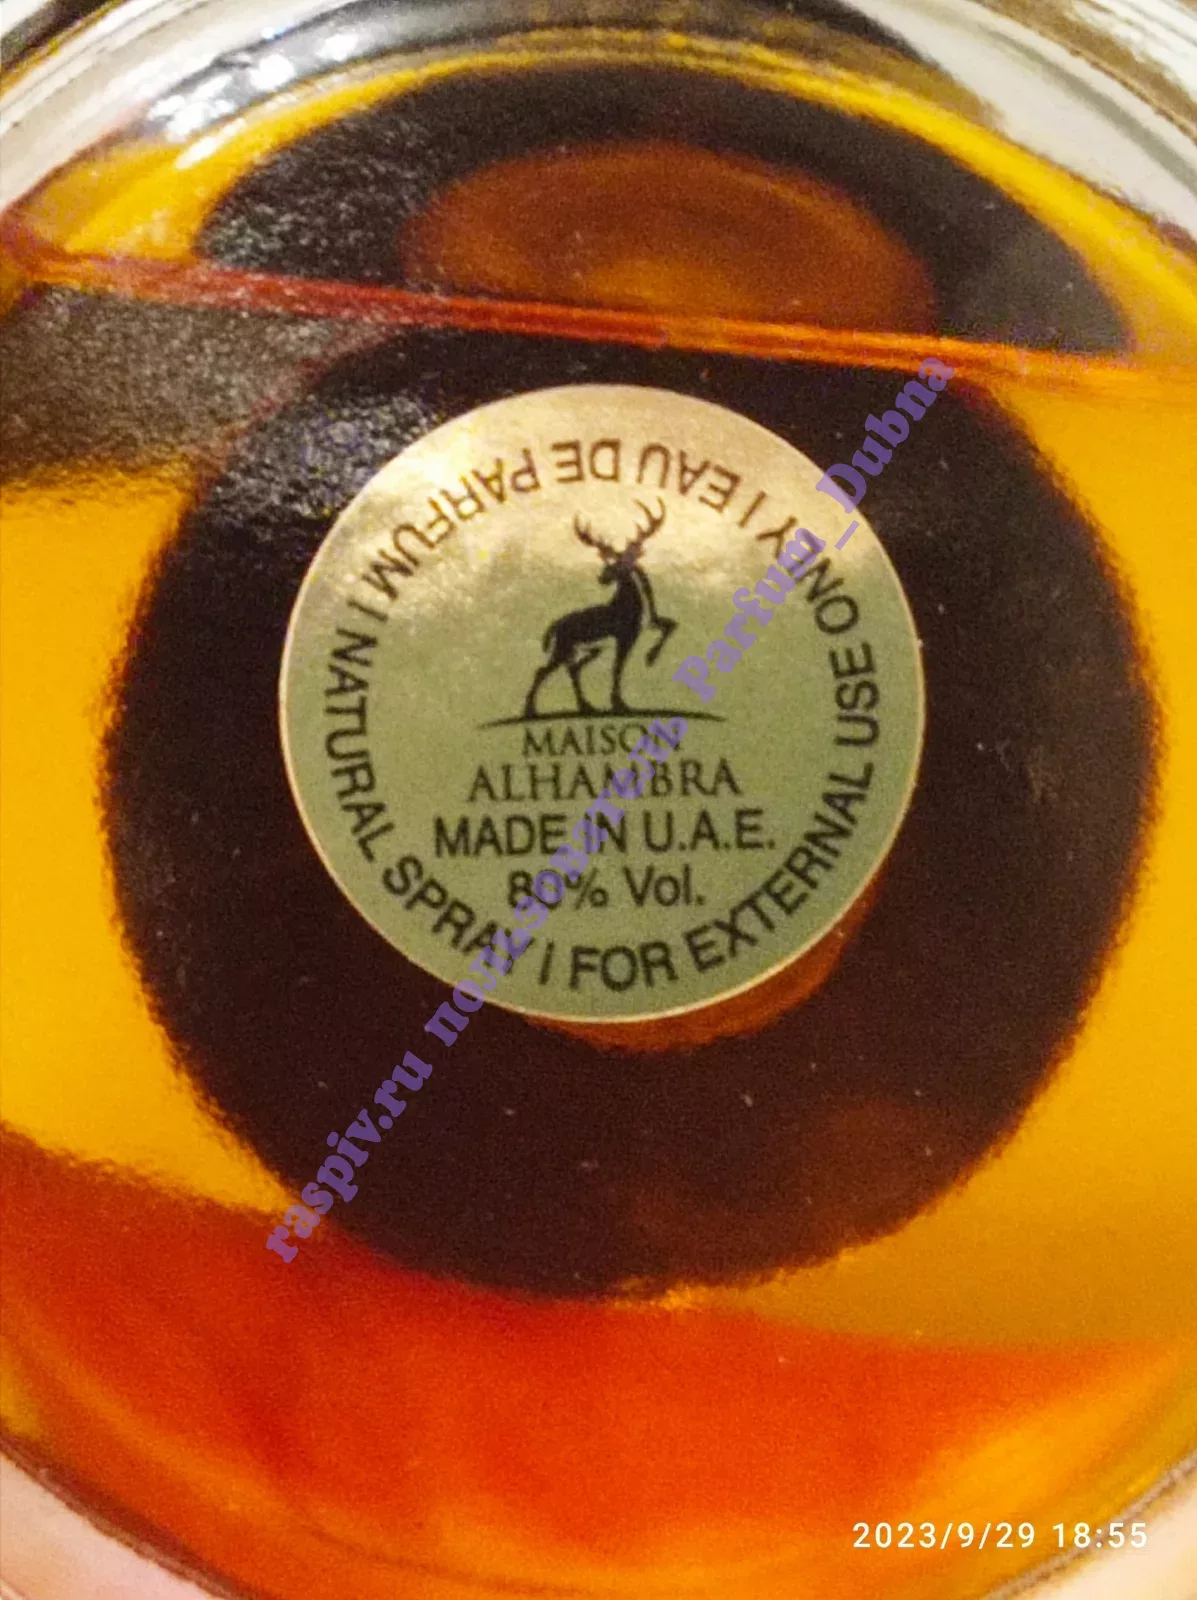 EAU DE PARFUM | NATURAL SPRAY | FOR EXTERNAL USE ONLY |
MAISON
ALHAMBRA
MADE IN U.A.E.
80% Vol.
raspiv.ru пользователь Parfum_Dubna
2023/9/29 18:55